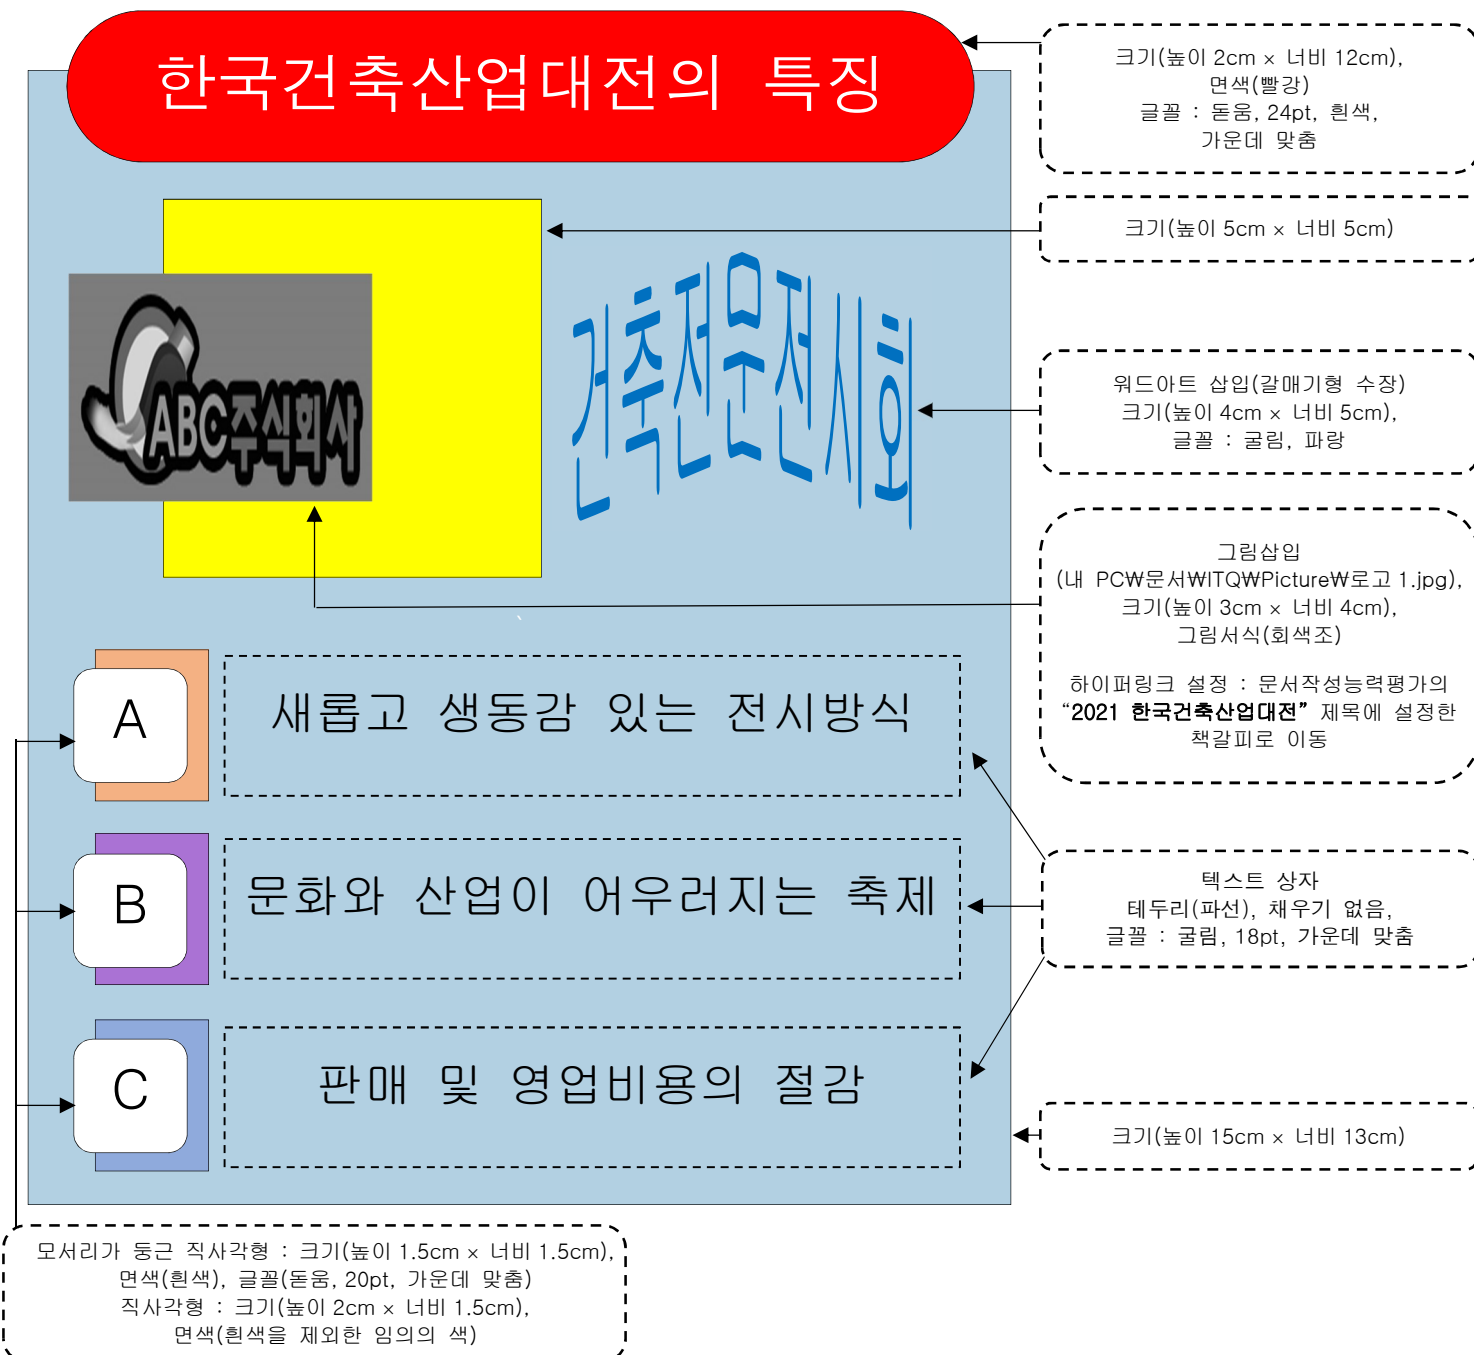 한국건축산업대전의 특징
크기(높이 2cm × 너비 12cm),
면색(빨강)
글꼴 : 돋움, 24pt, 흰색,
가운데 맞춤
크기(높이 5cm × 너비 5cm)
ABC주식회사
건축전문전시회
워드아트 삽입(갈매기형 수장)
크기(높이 4cm × 너비 5cm),
글꼴 : 굴림, 파랑
그림삽입
(내 PC₩문서₩ITQ₩Picture₩로고 1.jpg),
크기(높이 3cm × 너비 4cm),
그림서식(회색조)
하이퍼링크 설정 : 문서작성능력평가의
“2021 한국건축산업대전” 제목에 설정한
책갈피로 이동
A
새롭고 생동감 있는 전시방식
B
문화와 산업이 어우러지는 축제
텍스트 상자
테두리(파선), 채우기 없음,
글꼴 : 굴림, 18pt, 가운데 맞춤
C
판매 및 영업비용의 절감
크기(높이 15cm × 너비 13cm)
모서리가 둥근 직사각형 : 크기(높이 1.5cm × 너비 1.5cm),
면색(흰색), 글꼴(돋움, 20pt, 가운데 맞춤)
직사각형 : 크기(높이 2cm × 너비 1.5cm),
면색(흰색을 제외한 임의의 색)